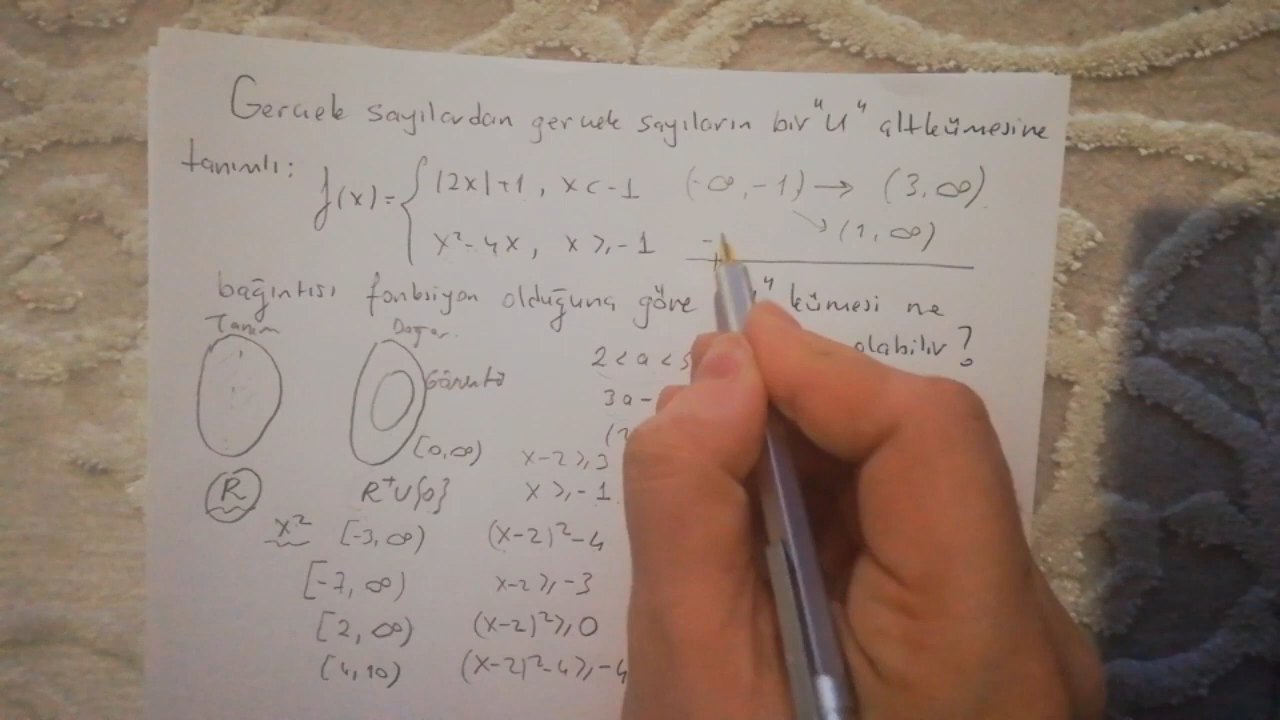 Gerçek sayılardan gerçek sayıların bir "U" altkümesine
tanımlı:
f(x) = { |2x|+1, x < -1 (-∞, -1) → (3, ∞)
x² - 4x, x ≥ -1 ↘ (1, ∞)
bağıntısı fonksiyon olduğuna göre " kümesi ne
olabilir?
Tanım Değer
2 < a < 5
Görüntü
3a -
[0, ∞) x-2 ≥ 3
R R⁺∪{0} x ≥ -1
x² [-3, ∞) (x-2)² - 4
[-7, ∞) x-2 ≥ -3
[2, ∞) (x-2)² ≥ 0
[4, 10) (x-2)² - 4 ≥ -4